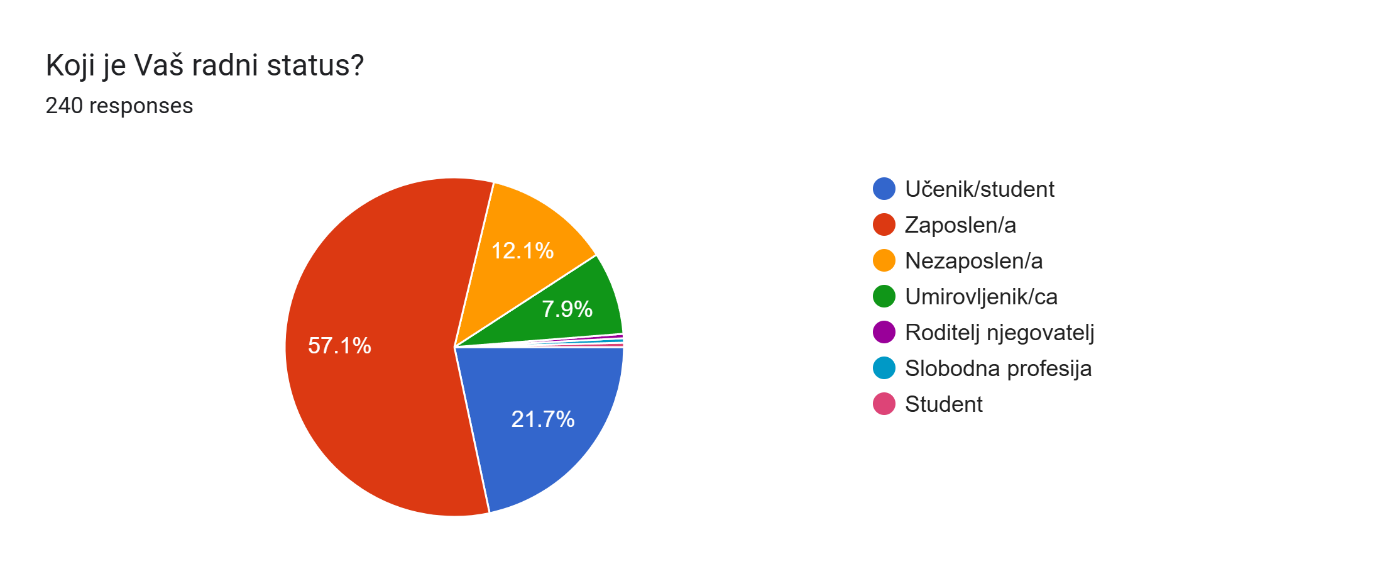 Koji je Vaš radni status?
240 responses
57.1%
12.1%
7.9%
21.7%
Učenik/student
Zaposlen/a
Nezaposlen/a
Umirovljenik/ca
Roditelj njegovatelj
Slobodna profesija
Student